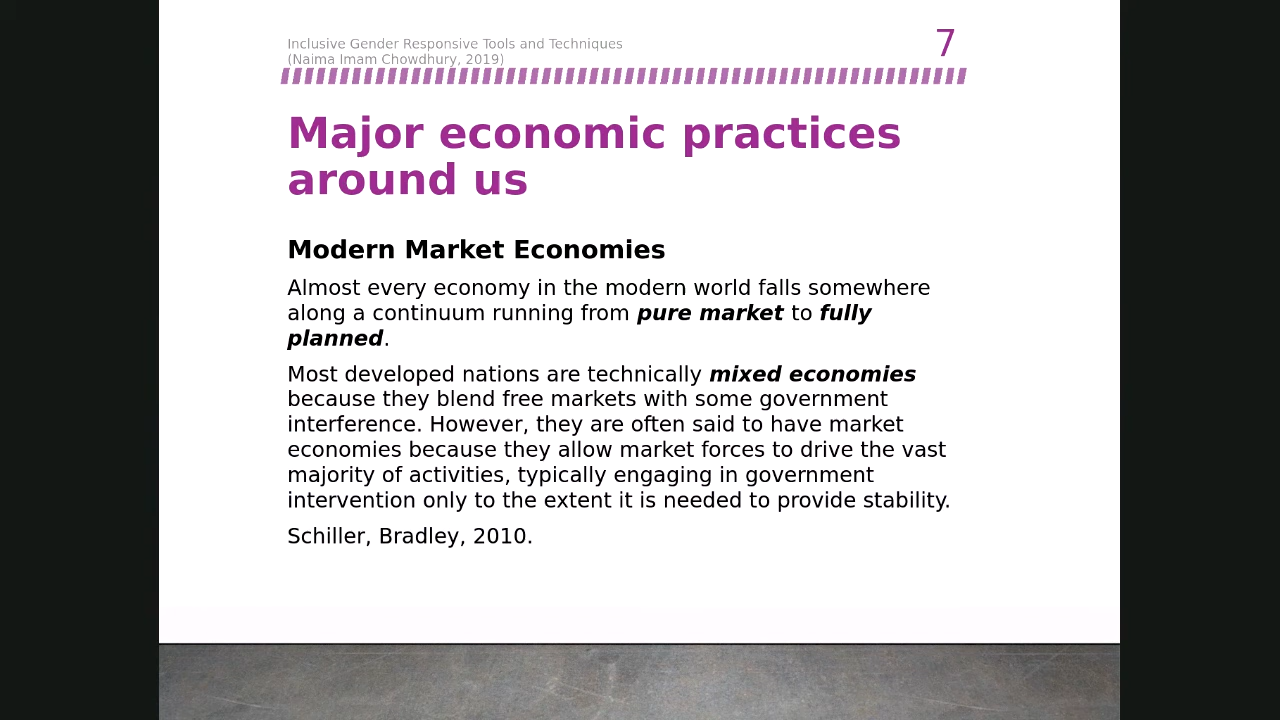 Inclusive Gender Responsive Tools and Techniques
(Naima Imam Chowdhury, 2019)
7
Major economic practices
around us
Modern Market Economies
Almost every economy in the modern world falls somewhere
along a continuum running from pure market to fully
planned.
Most developed nations are technically mixed economies
because they blend free markets with some government
interference. However, they are often said to have market
economies because they allow market forces to drive the vast
majority of activities, typically engaging in government
intervention only to the extent it is needed to provide stability.
Schiller, Bradley, 2010.